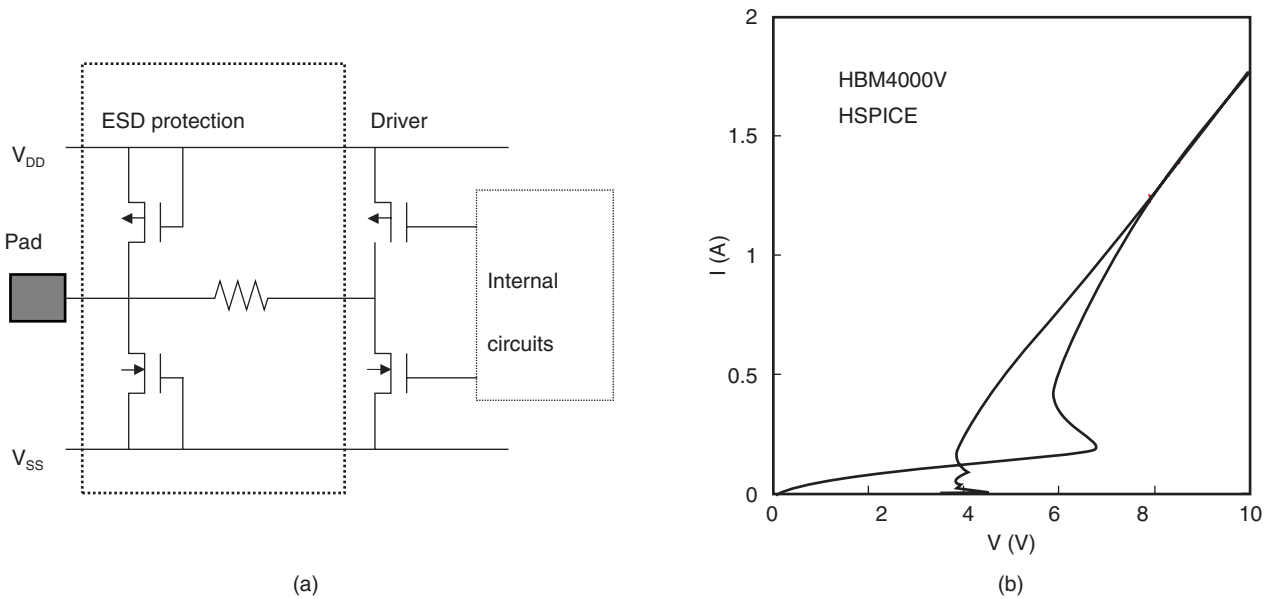 ESD protection
Driver
V_DD
Pad
Internal
circuits
V_SS
(a)
2
HBM4000V
HSPICE
1.5
1
I (A)
0.5
0
0
2
4
6
8
10
V (V)
(b)